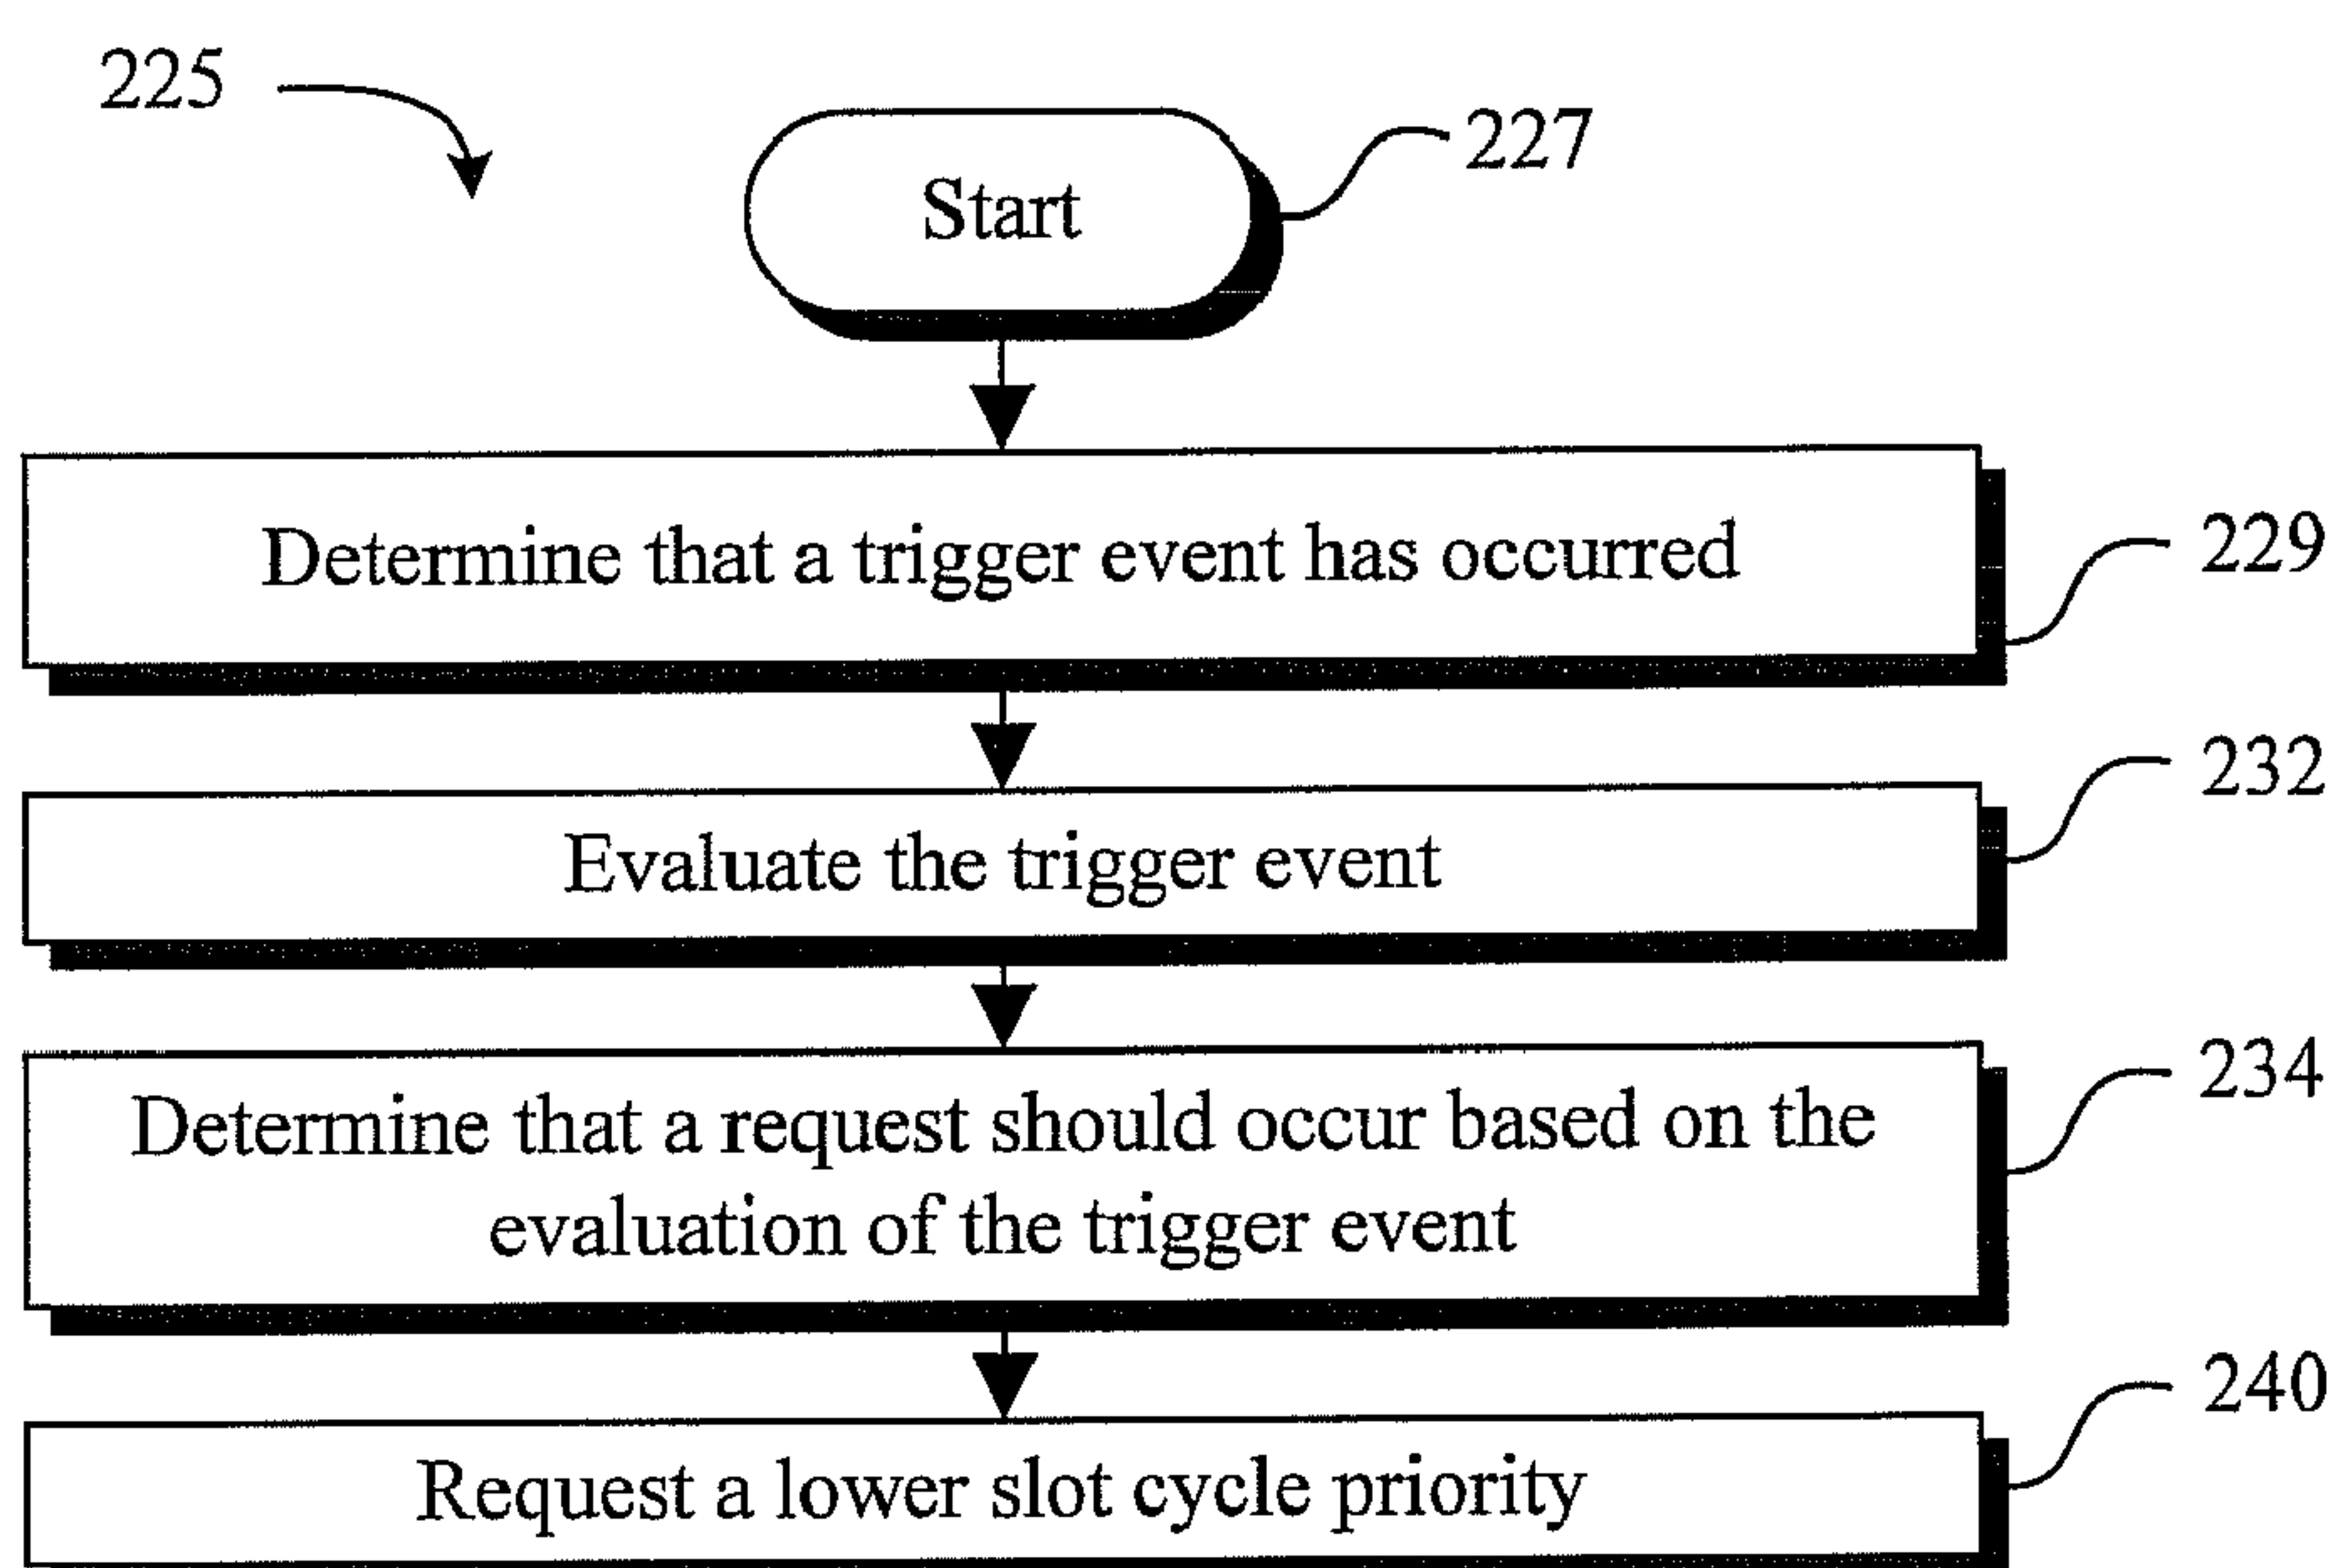 225
Start
227
Determine that a trigger event has occurred
229
232
Evaluate the trigger event
234
Determine that a request should occur based on the
evaluation of the trigger event
240
Request a lower slot cycle priority